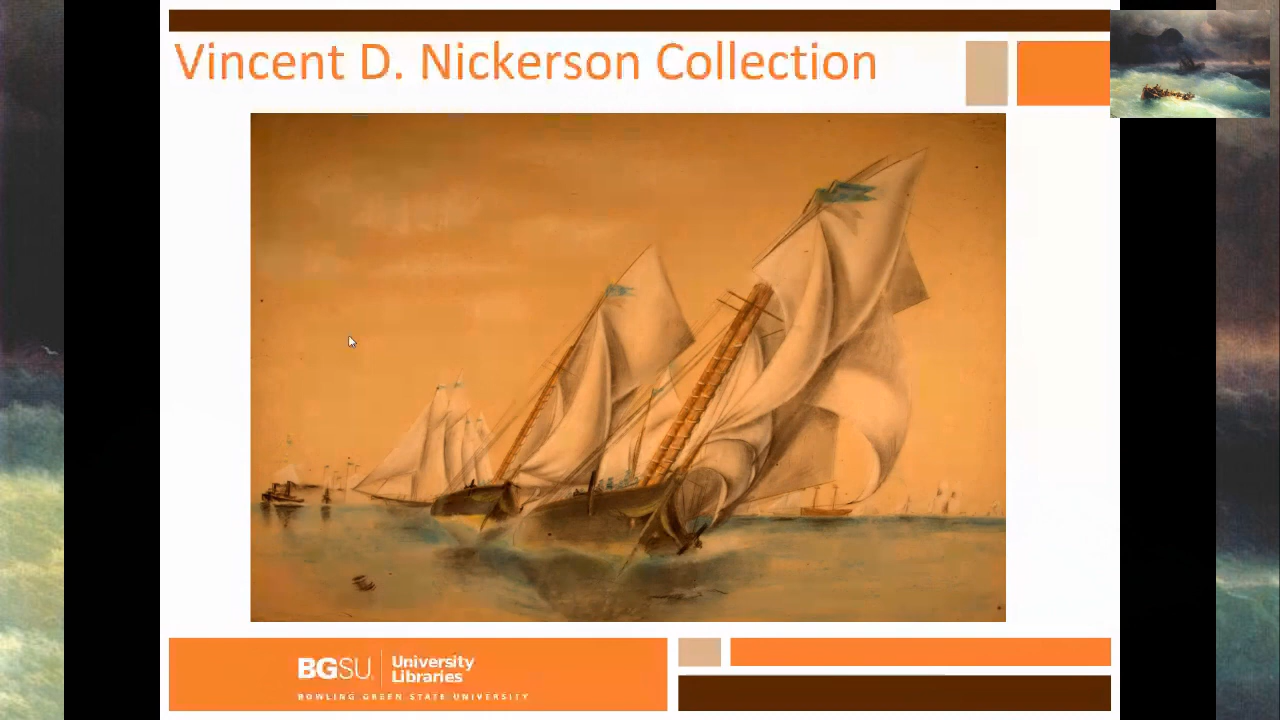 Vincent D. Nickerson Collection
BGSU University
Libraries
BOWLING GREEN STATE UNIVERSITY